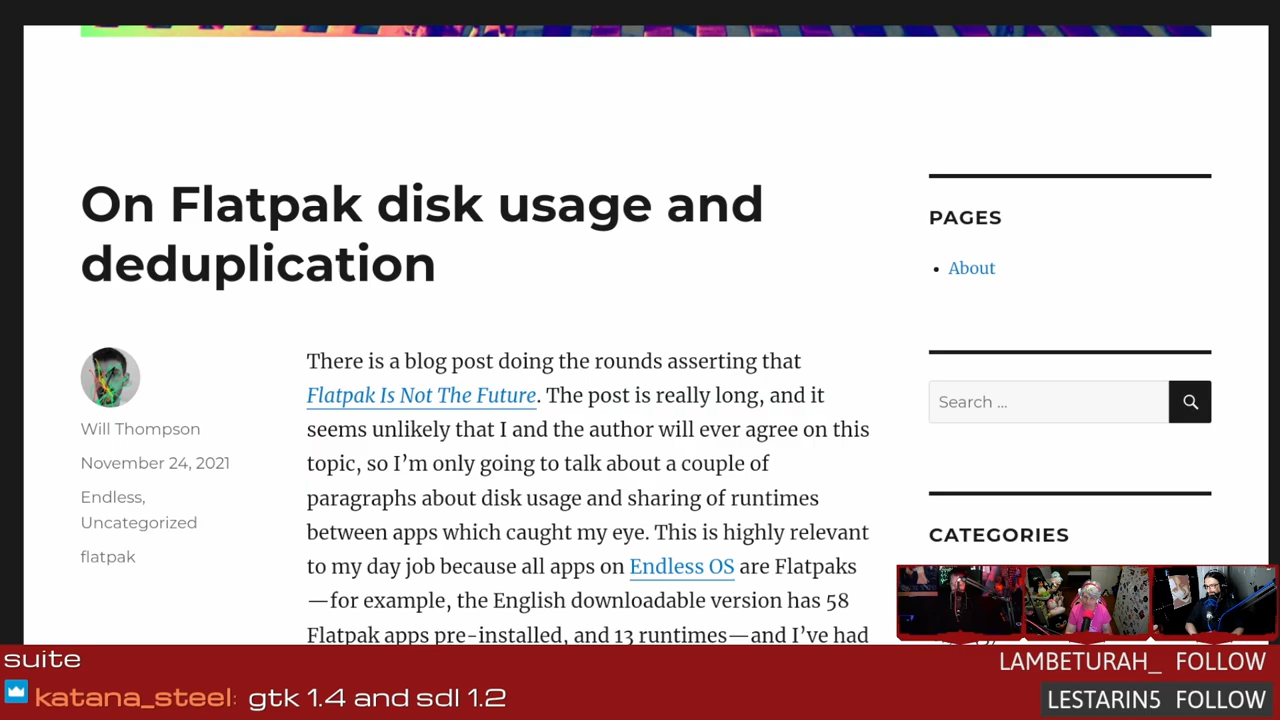 On Flatpak disk usage and
deduplication
Will Thompson
November 24, 2021
Endless,
Uncategorized
flatpak
There is a blog post doing the rounds asserting that
Flatpak Is Not The Future. The post is really long, and it
seems unlikely that I and the author will ever agree on this
topic, so I’m only going to talk about a couple of
paragraphs about disk usage and sharing of runtimes
between apps which caught my eye. This is highly relevant
to my day job because all apps on Endless OS are Flatpaks
—for example, the English downloadable version has 58
Flatpak apps pre-installed, and 13 runtimes—and I’ve had
PAGES
About
Search …
CATEGORIES
suite
katana_steel: gtk 1.4 and sdl 1.2
LAMBETURAH_ FOLLOW
LESTARIN5 FOLLOW